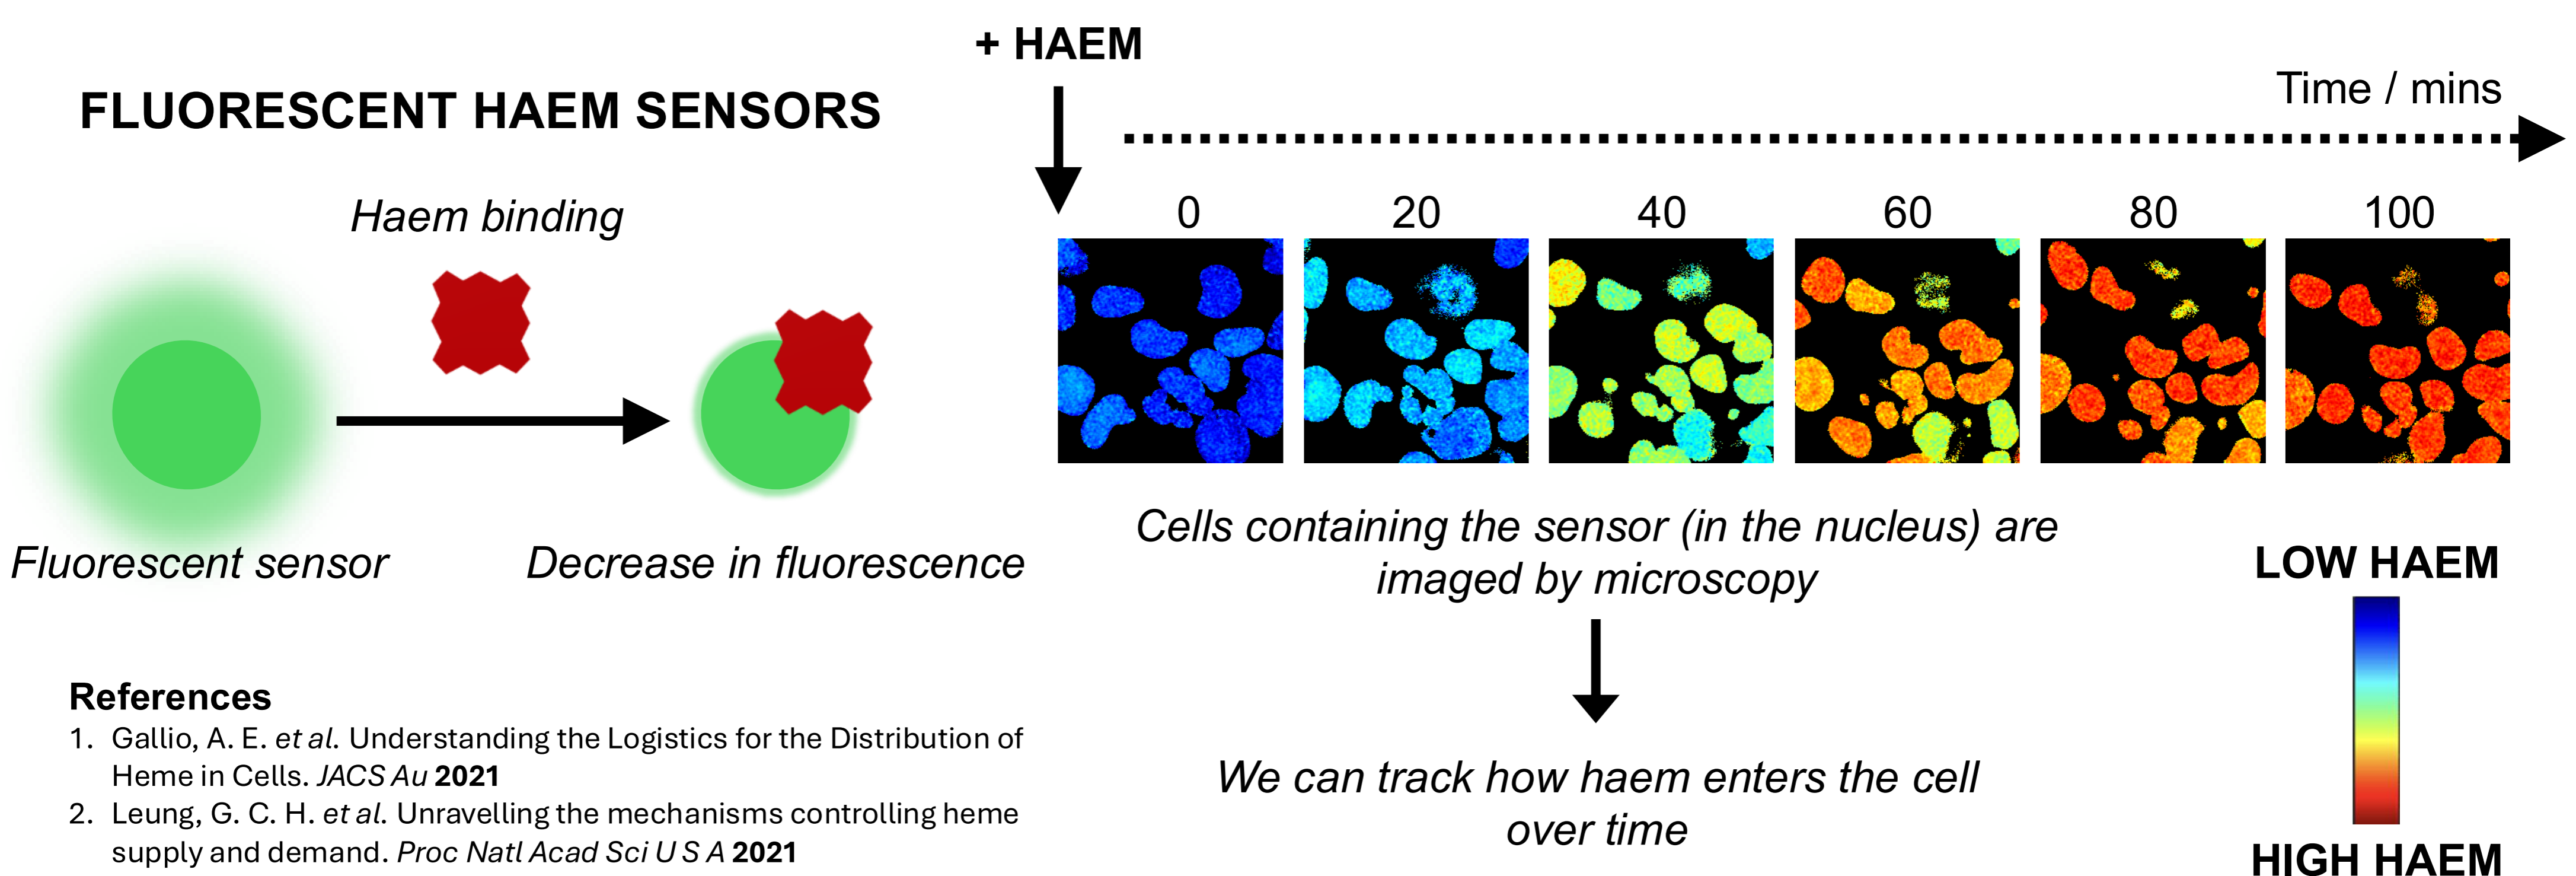 FLUORESCENT HAEM SENSORS
Haem binding
Fluorescent sensor
Decrease in fluorescence
+ HAEM
Time / mins
0 20 40 60 80 100
Cells containing the sensor (in the nucleus) are
imaged by microscopy
We can track how haem enters the cell
over time
LOW HAEM
HIGH HAEM
References
1. Gallio, A. E. et al. Understanding the Logistics for the Distribution of
Heme in Cells. JACS Au 2021
2. Leung, G. C. H. et al. Unravelling the mechanisms controlling heme
supply and demand. Proc Natl Acad Sci U S A 2021